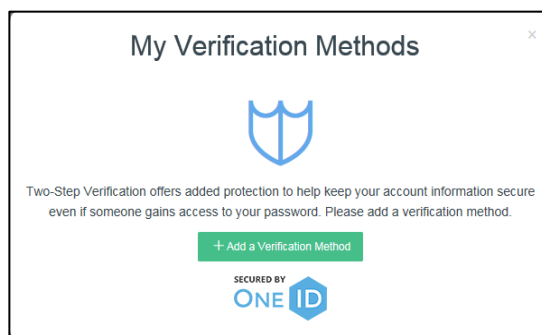 My Verification Methods
×
Two-Step Verification offers added protection to help keep your account information secure
even if someone gains access to your password. Please add a verification method.
+ Add a Verification Method
SECURED BY
ONE ID